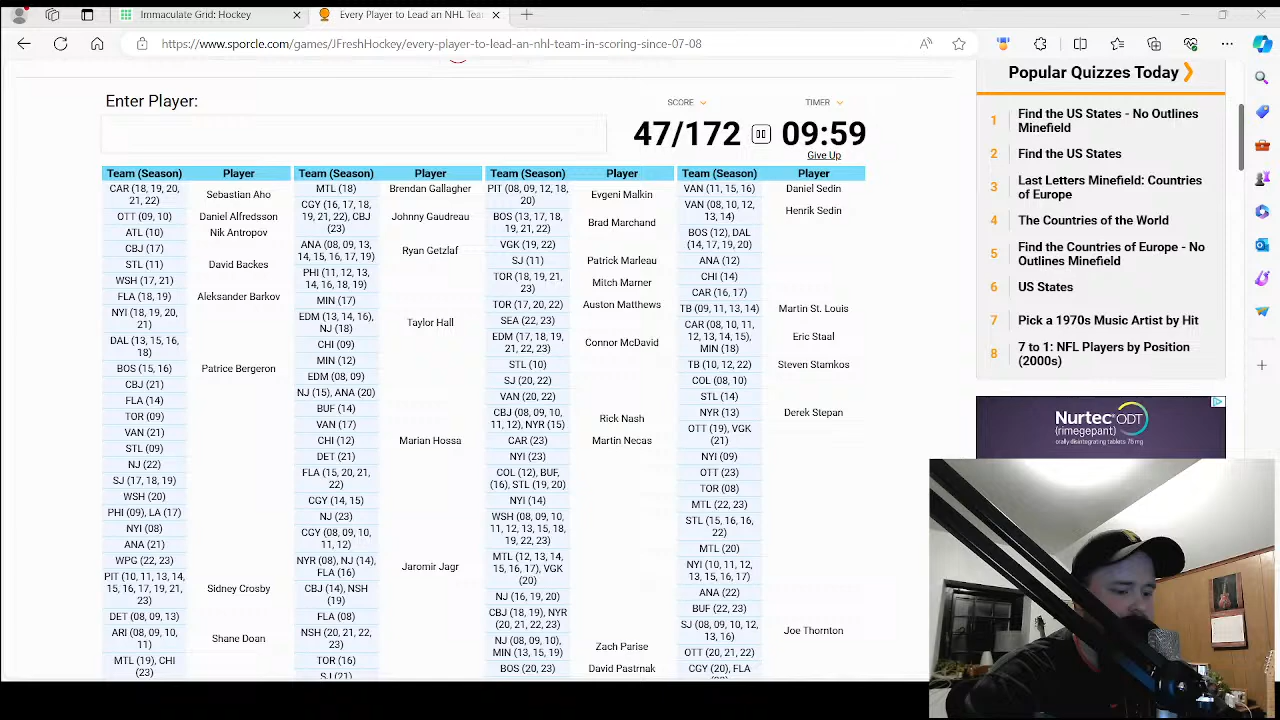 Immaculate Grid: Hockey
Every Player to Lead an NHL Team
https://www.sporcle.com/games/JFreshHockey/every-player-to-lead-an-nhl-team-in-scoring-since-07-08
Enter Player:
SCORE
TIMER
47/172
09:59
Give Up
Team (Season) Player
CAR (18, 19, 20, 21, 22) Sebastian Aho
OTT (09, 10) Daniel Alfredsson
ATL (10) Nik Antropov
CBJ (17)
STL (11) David Backes
WSH (17, 21)
FLA (18, 19) Aleksander Barkov
NYI (18, 19, 20, 21)
DAL (13, 15, 16, 18)
BOS (15, 16) Patrice Bergeron
CBJ (21)
FLA (14)
TOR (09)
VAN (21)
STL (09)
NJ (22)
SJ (17, 18, 19)
WSH (20)
PHI (09), LA (17)
NYI (08)
ANA (21)
WPG (22, 23)
PIT (10, 11, 13, 14, 15, 16, 17, 19, 21, 23) Sidney Crosby
DET (08, 09, 13)
ARI (08, 09, 10, 11) Shane Doan
MTL (19), CHI (23)
Team (Season) Player
MTL (18) Brendan Gallagher
CGY (16, 17, 18, 19, 21, 22), CBJ (23) Johnny Gaudreau
ANA (08, 09, 13, 14, 15, 16, 17, 19) Ryan Getzlaf
PHI (11, 12, 13, 14, 16, 18, 19)
MIN (17)
EDM (13, 14, 16), NJ (18) Taylor Hall
CHI (09)
MIN (12)
EDM (08, 09)
NJ (15), ANA (20)
BUF (14)
VAN (17)
CHI (12) Marian Hossa
DET (21)
FLA (15, 20, 21, 22)
CGY (14, 15)
NJ (23)
CGY (08, 09, 10, 11, 12)
NYR (08), NJ (14), FLA (16) Jaromir Jagr
CBJ (14), NSH (19)
FLA (08)
NSH (20, 21, 22, 23)
TOR (16)
SJ (21)
Team (Season) Player
PIT (08, 09, 12, 18, 20) Evgeni Malkin
BOS (13, 17, 18, 19, 21, 22) Brad Marchand
VGK (19, 22)
SJ (11) Patrick Marleau
TOR (18, 19, 21, 23) Mitch Marner
TOR (17, 20, 22) Auston Matthews
SEA (22, 23)
EDM (17, 18, 19, 21, 22, 23) Connor McDavid
STL (10)
SJ (20, 22)
VAN (20, 22)
CBJ (08, 09, 10, 11, 12), NYR (15) Rick Nash
CAR (23) Martin Necas
NYI (23)
COL (12), BUF, (16), STL (19, 20)
NYI (14)
WSH (08, 09, 10, 11, 12, 13, 15, 18, 19, 22, 23)
MTL (12, 13, 14, 15, 16, 17), VGK (20)
NJ (16, 19, 20)
CBJ (18, 19), NYR (20, 21, 22, 23)
NJ (08, 09, 10), MIN (13, 15, 19) Zach Parise
BOS (20, 23) David Pastrnak
Team (Season) Player
VAN (11, 15, 16) Daniel Sedin
VAN (08, 10, 12, 13, 14) Henrik Sedin
BOS (12), DAL (14, 17, 19, 20)
ANA (12)
CHI (14)
CAR (16, 17)
TB (09, 11, 13, 14) Martin St. Louis
CAR (08, 10, 11, 12, 13, 14, 15), MIN (18) Eric Staal
TB (10, 12, 22) Steven Stamkos
COL (08, 10)
STL (14)
NYR (13) Derek Stepan
OTT (19), VGK (21)
NYI (09)
OTT (23)
TOR (08)
MTL (22, 23)
STL (15, 16, 16, 22)
MTL (20)
NYI (10, 11, 12, 13, 15, 16, 17)
ANA (22)
BUF (22, 23)
SJ (08, 09, 10, 12, 13, 16) Joe Thornton
OTT (20, 21, 22)
CGY (20), FLA
Popular Quizzes Today
1 Find the US States - No Outlines Minefield
2 Find the US States
3 Last Letters Minefield: Countries of Europe
4 The Countries of the World
5 Find the Countries of Europe - No Outlines Minefield
6 US States
7 Pick a 1970s Music Artist by Hit
8 7 to 1: NFL Players by Position (2000s)
Nurtec ODT
(rimegepant)
orally disintegrating tablets 75 mg